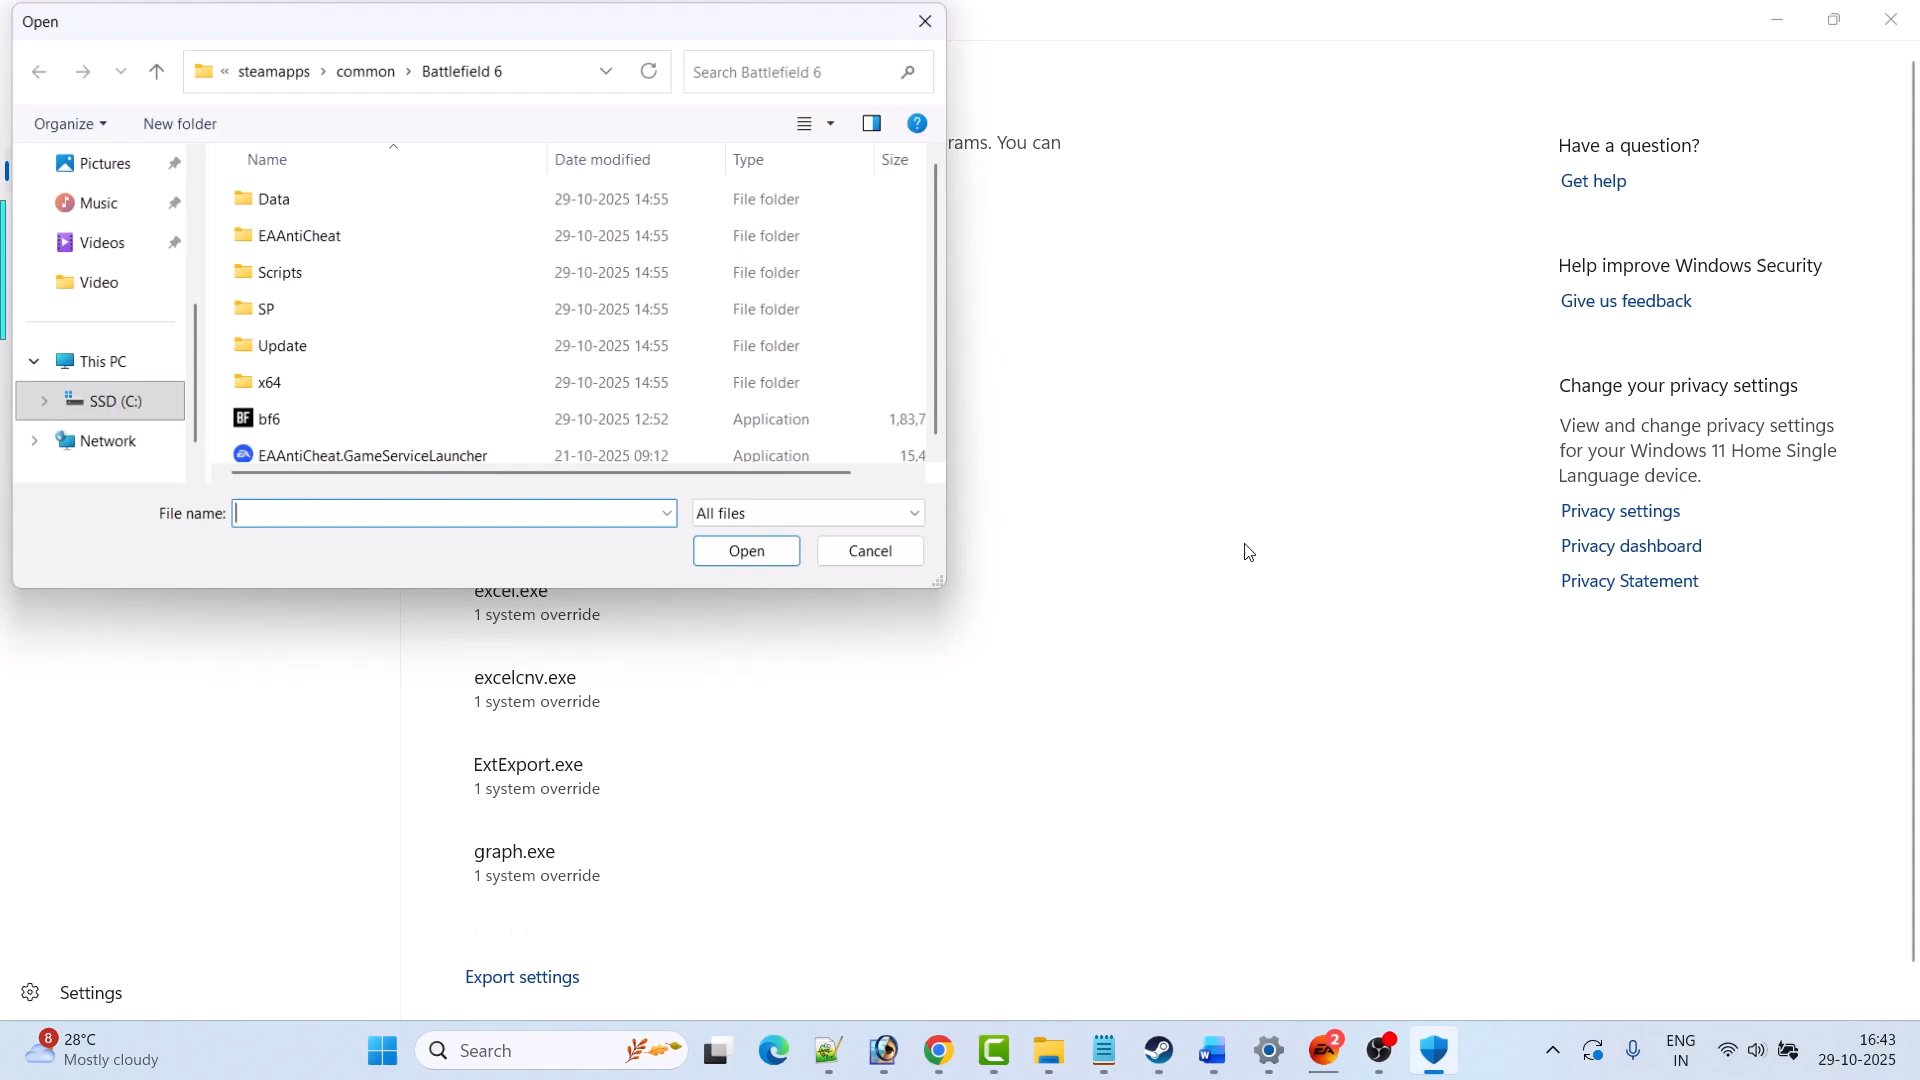 Open
« steamapps › common › Battlefield 6
Search Battlefield 6
Organize
New folder
?
Name
Date modified
Type
Size
Pictures
Music
Videos
Video
This PC
SSD (C:)
Network
Data 29-10-2025 14:55 File folder
EAAntiCheat 29-10-2025 14:55 File folder
Scripts 29-10-2025 14:55 File folder
SP 29-10-2025 14:55 File folder
Update 29-10-2025 14:55 File folder
x64 29-10-2025 14:55 File folder
BF bf6 29-10-2025 12:52 Application 1,83,7
EA EAAntiCheat.GameServiceLauncher 21-10-2025 09:12 Application 15,4
File name:
All files
Open
Cancel
rams. You can
Have a question?
Get help
Help improve Windows Security
Give us feedback
Change your privacy settings
View and change privacy settings
for your Windows 11 Home Single
Language device.
Privacy settings
Privacy dashboard
Privacy Statement
excel.exe
1 system override
excelcnv.exe
1 system override
ExtExport.exe
1 system override
graph.exe
1 system override
Export settings
Settings
8
28°C
Mostly cloudy
Search
W
EA
2
ENG
IN
16:43
29-10-2025